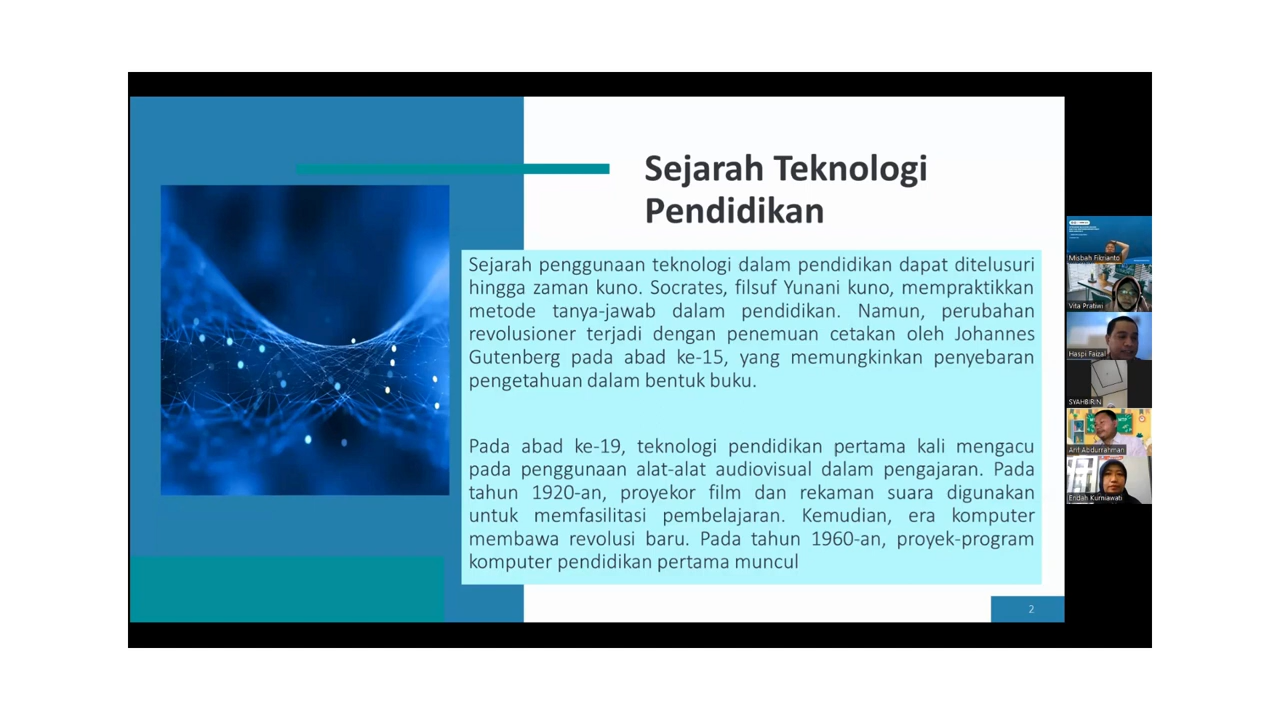 Sejarah Teknologi
Pendidikan
Sejarah penggunaan teknologi dalam pendidikan dapat ditelusuri
hingga zaman kuno. Socrates, filsuf Yunani kuno, mempraktikkan
metode tanya-jawab dalam pendidikan. Namun, perubahan
revolusioner terjadi dengan penemuan cetakan oleh Johannes
Gutenberg pada abad ke-15, yang memungkinkan penyebaran
pengetahuan dalam bentuk buku.
Pada abad ke-19, teknologi pendidikan pertama kali mengacu
pada penggunaan alat-alat audiovisual dalam pengajaran. Pada
tahun 1920-an, proyekor film dan rekaman suara digunakan
untuk memfasilitasi pembelajaran. Kemudian, era komputer
membawa revolusi baru. Pada tahun 1960-an, proyek-program
komputer pendidikan pertama muncul
2
Misbah Fikrianto
Vita Pratiwi
Haspi Faizal
SYAHBIRIN
Arif Abdurrahman
Endah Kurniawati